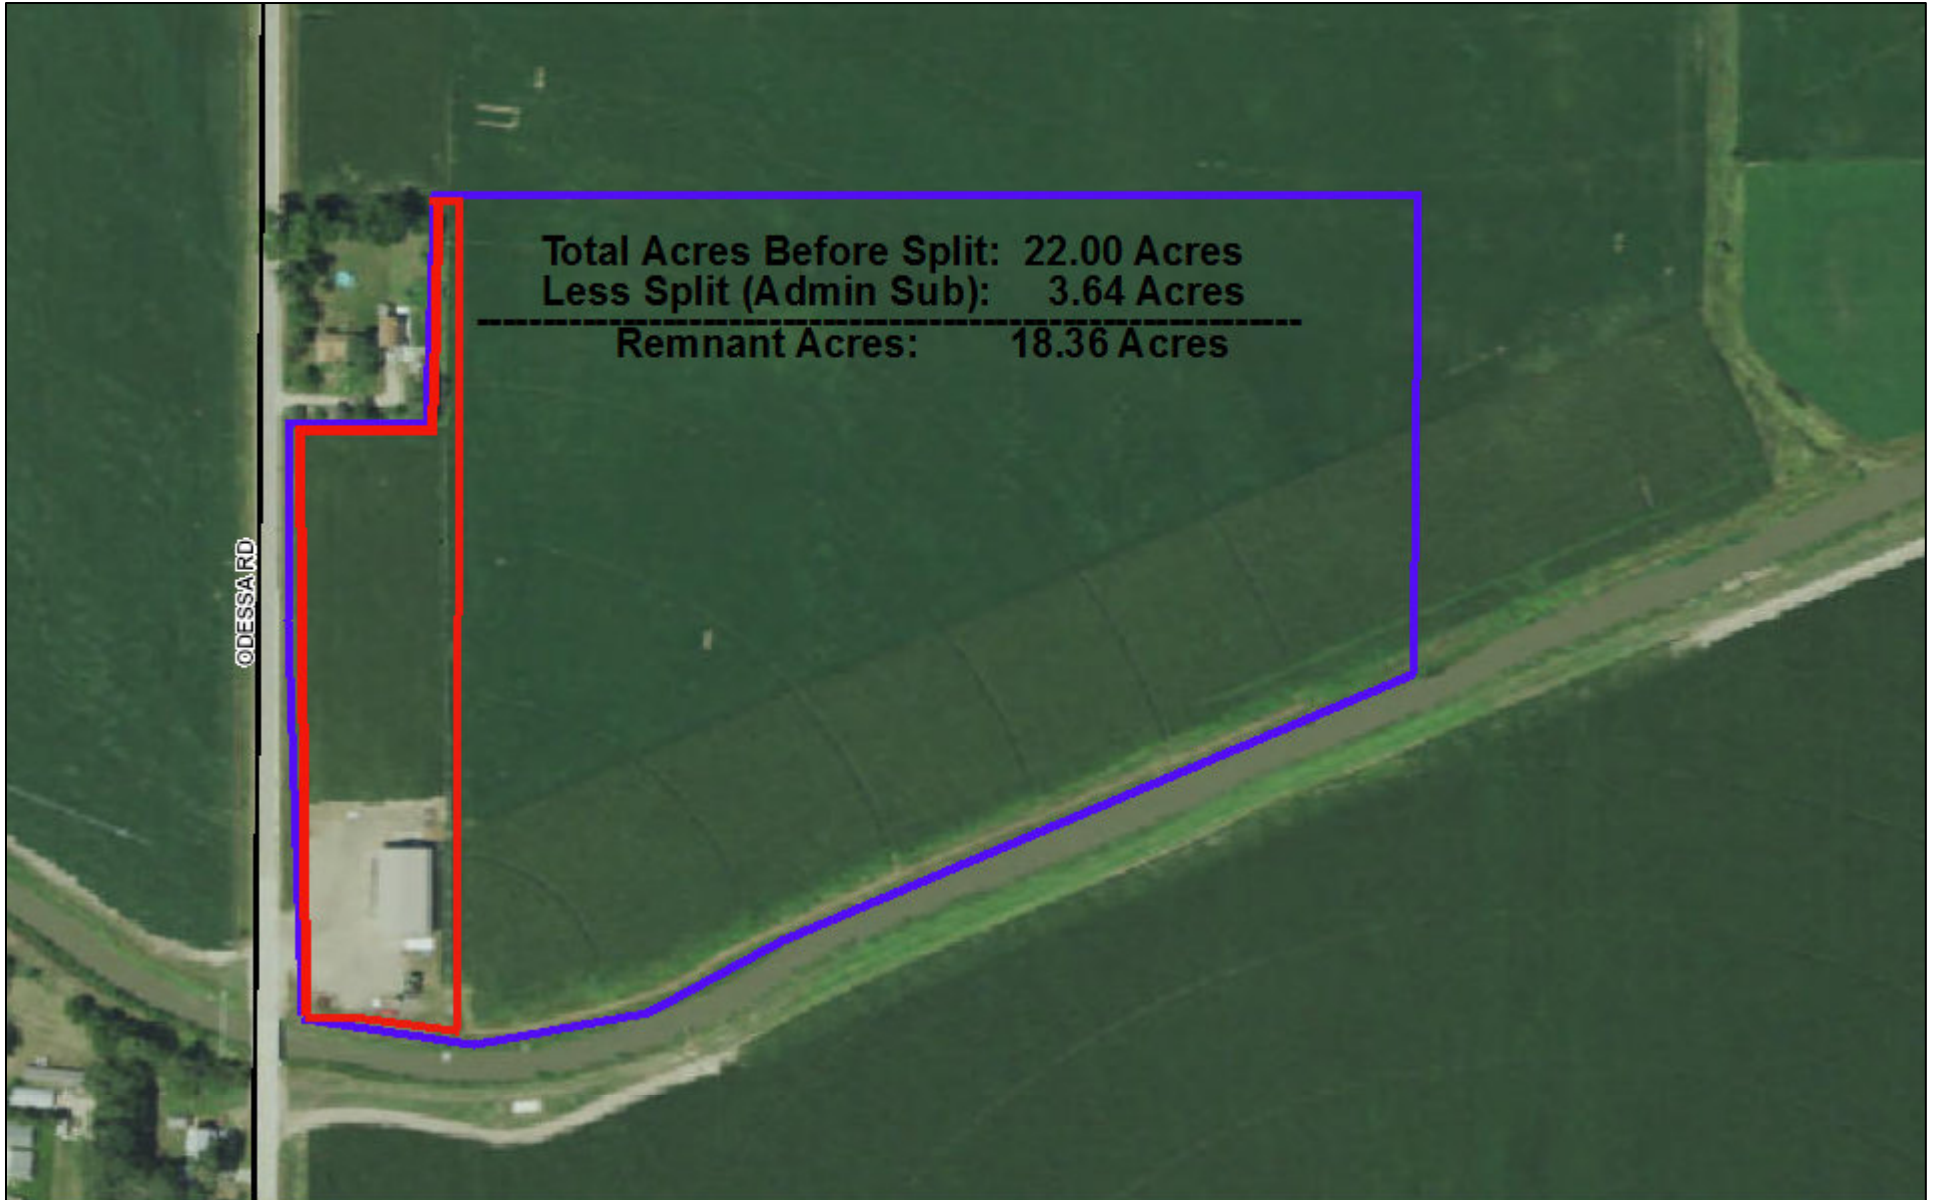 Total Acres Before Split: 22.00 Acres
Less Split (Admin Sub): 3.64 Acres
Remnant Acres: 18.36 Acres
ODESSA RD